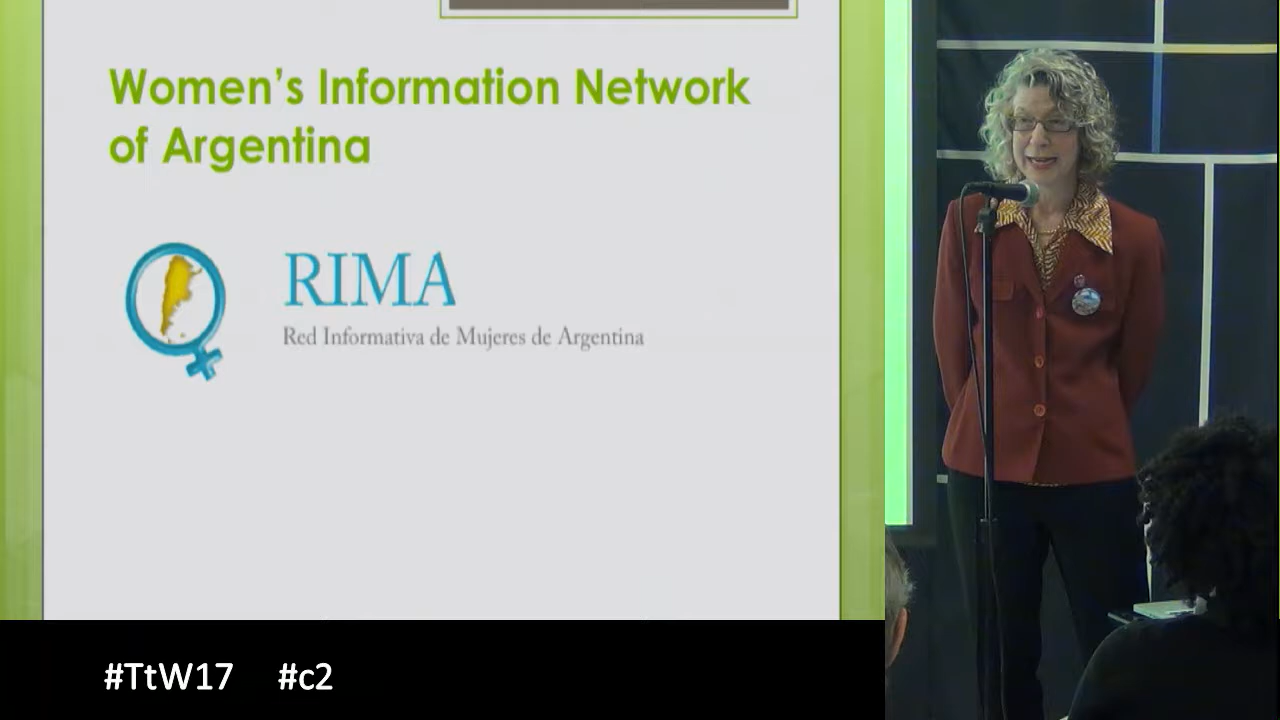 Women's Information Network
of Argentina
RIMA
Red Informativa de Mujeres de Argentina
#TtW17 #c2